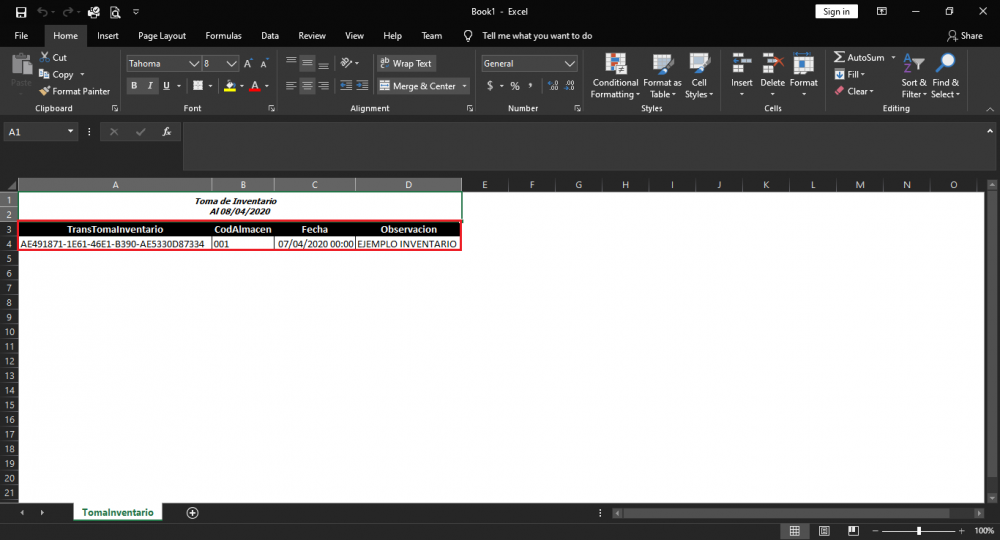 Book1 - Excel
Sign in
File Home Insert Page Layout Formulas Data Review View Help Team Tell me what you want to do Share
Paste
Cut
Copy
Format Painter
Clipboard
Tahoma 8
B I U
Font
Wrap Text
Merge & Center
Alignment
General
$ % ,
Number
Conditional Formatting
Format as Table
Cell Styles
Styles
Insert Delete Format
Cells
AutoSum
Fill
Clear
Sort & Filter
Find & Select
Editing
A1 fx
A B C D E F G H I J K L M N O
1 Toma de Inventario
2 Al 08/04/2020
3 TransTomaInventario CodAlmacen Fecha Observacion
4 AE491871-1E61-46E1-B390-AE5330D87334 001 07/04/2020 00:00 EJEMPLO INVENTARIO
5
6
7
8
9
10
11
12
13
14
15
16
17
18
19
20
21
TomaInventario
100%